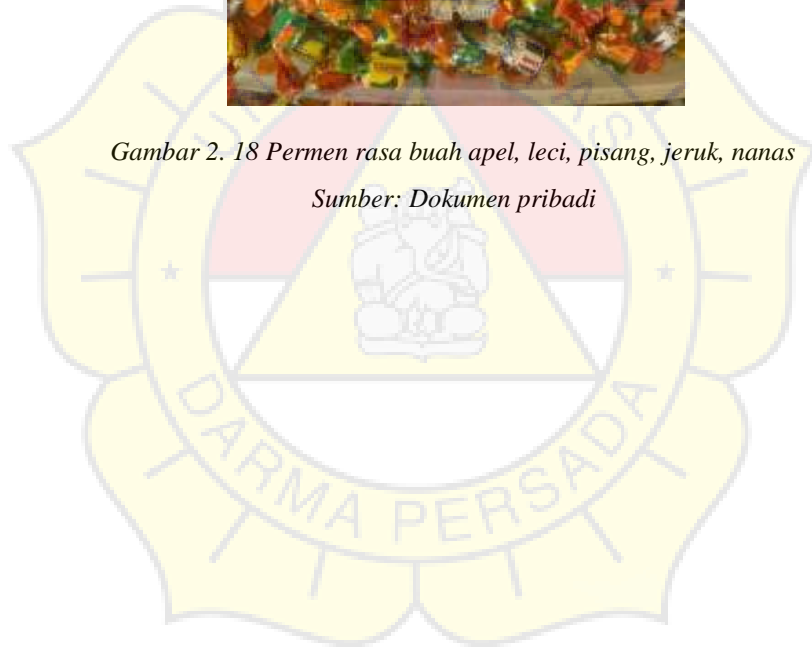 Gambar 2. 18 Permen rasa buah apel, leci, pisang, jeruk, nanas
Sumber: Dokumen pribadi
DARMA PERSADA